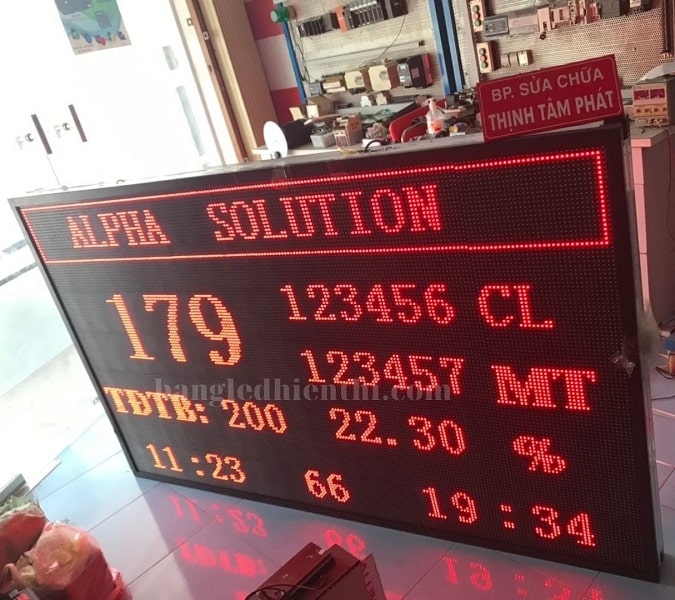 BP. SỬA CHỮA
THỊNH TÂM PHÁT
ALPHA SOLUTION
179 123456 CL
123457 MT
bangledhienthi.com
TĐTB: 200 22.30 %
11:23 66 19:34